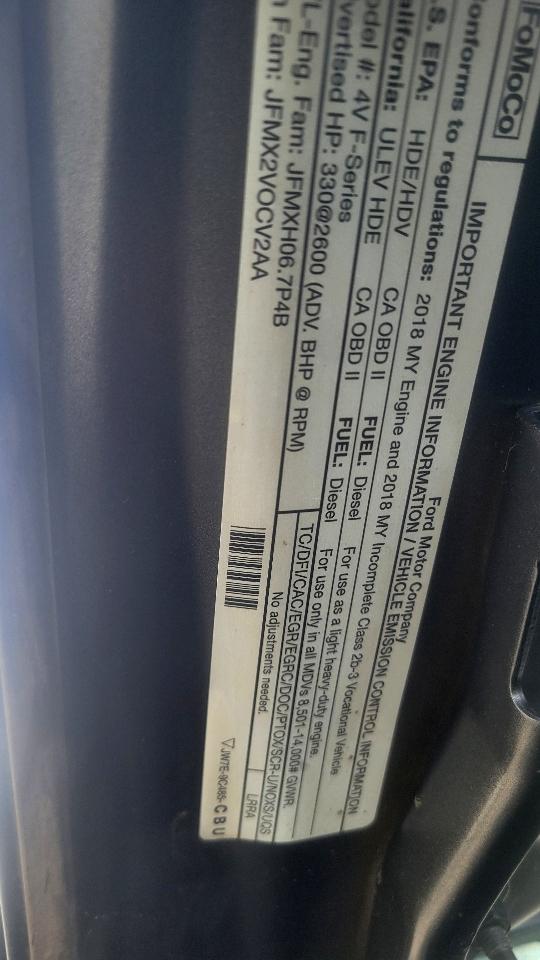 FoMoCo
IMPORTANT ENGINE INFORMATION / VEHICLE EMISSION CONTROL INFORMATION
Ford Motor Company
onforms to regulations: 2018 MY Engine and 2018 MY Incomplete Class 2b-3 Vocational Vehicle
.S. EPA: HDE/HDV CA OBD II FUEL: Diesel For use as a light heavy-duty engine.
alifornia: ULEV HDE CA OBD II FUEL: Diesel For use only in all MDVs 8,501-14,000# GVWR.
odel #: 4V F-Series
vertised HP: 330@2600 (ADV. BHP @ RPM)
TC/DFI/CAC/EGR/EGRC/DOC/PTOX/SCR-U/NOXS/UCS
L-Eng. Fam: JFMXH06.7P4B
No adjustments needed.
LRRA
Fam: JFMX2VOCV2AA
JW7E-9C485-CBU